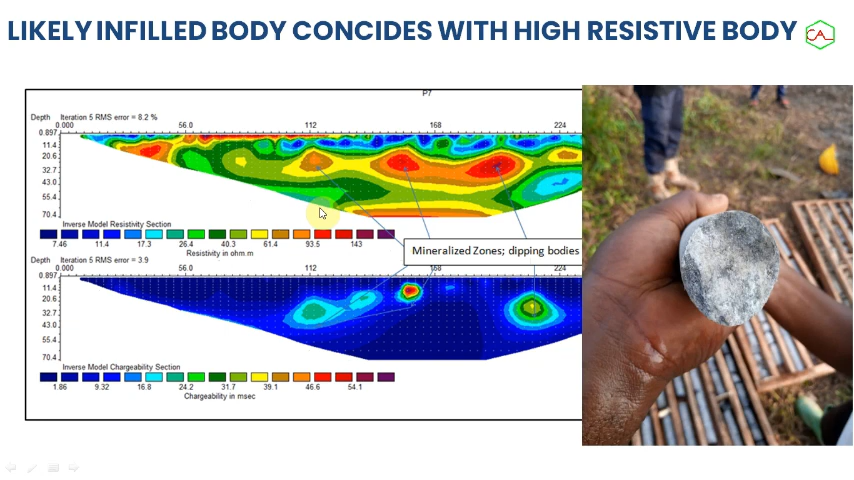 LIKELY INFILLED BODY CONCIDES WITH HIGH RESISTIVE BODY
CAL
P7
Depth Iteration 5 RMS error = 8.2 %
0.000 56.0 112 168 224
0.897
11.4
20.6
32.7
43.0
55.4
70.4
Inverse Model Resistivity Section
7.46 11.4 17.3 26.4 40.3 61.4 93.5 143
Resistivity in ohm.m
Mineralized Zones; dipping bodies
Depth Iteration 5 RMS error = 3.9
0.000 56.0 112 168 224
0.897
11.4
20.6
32.7
43.0
55.4
70.4
Inverse Model Chargeability Section
1.86 9.32 16.8 24.2 31.7 39.1 46.6 54.1
Chargeability in msec